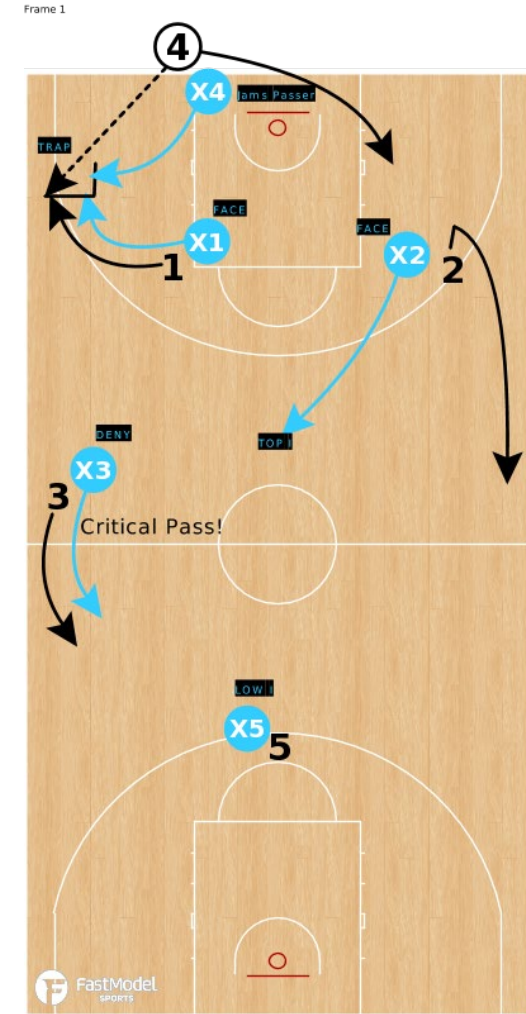 Frame 1
4
X4
Jams Passer
TRAP
FACE
X1
1
FACE
X2
2
DENY
TOP I
X3
3
Critical Pass!
LOW I
X5
5
FastModel
SPORTS